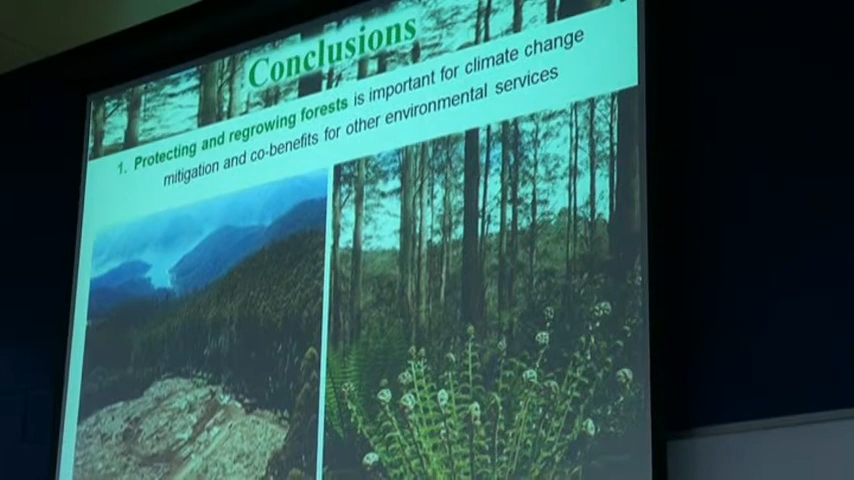 Conclusions
1. Protecting and regrowing forests is important for climate change
mitigation and co-benefits for other environmental services